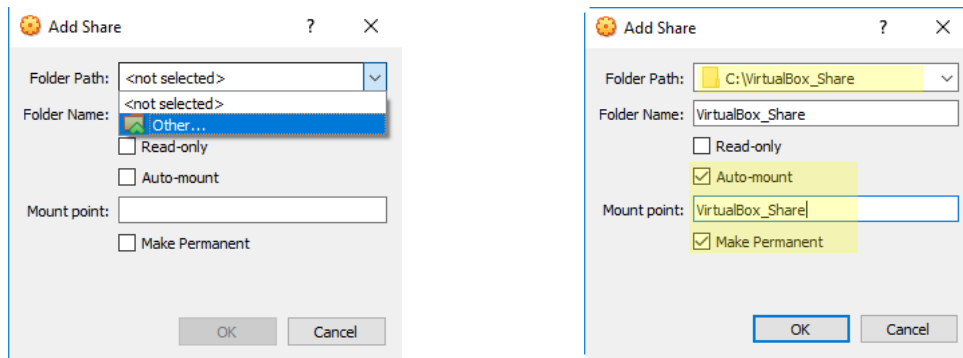 Add Share ? X
Folder Path: <not selected>
<not selected>
Other...
Folder Name:
Read-only
Auto-mount
Mount point:
Make Permanent
OK Cancel
Add Share ? X
Folder Path: C:\VirtualBox_Share
Folder Name: VirtualBox_Share
Read-only
Auto-mount
Mount point: VirtualBox_Share
Make Permanent
OK Cancel